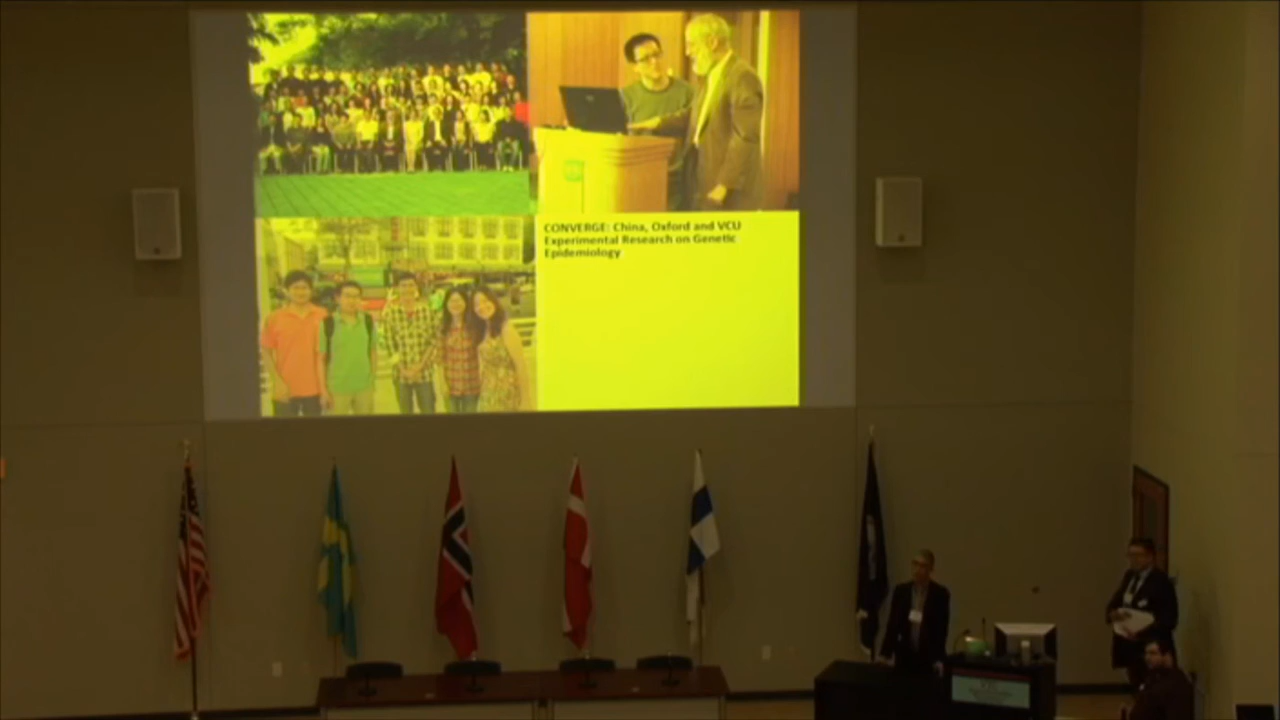 CONVERGE: China, Oxford and VCU
Experimental Research on Genetic
Epidemiology